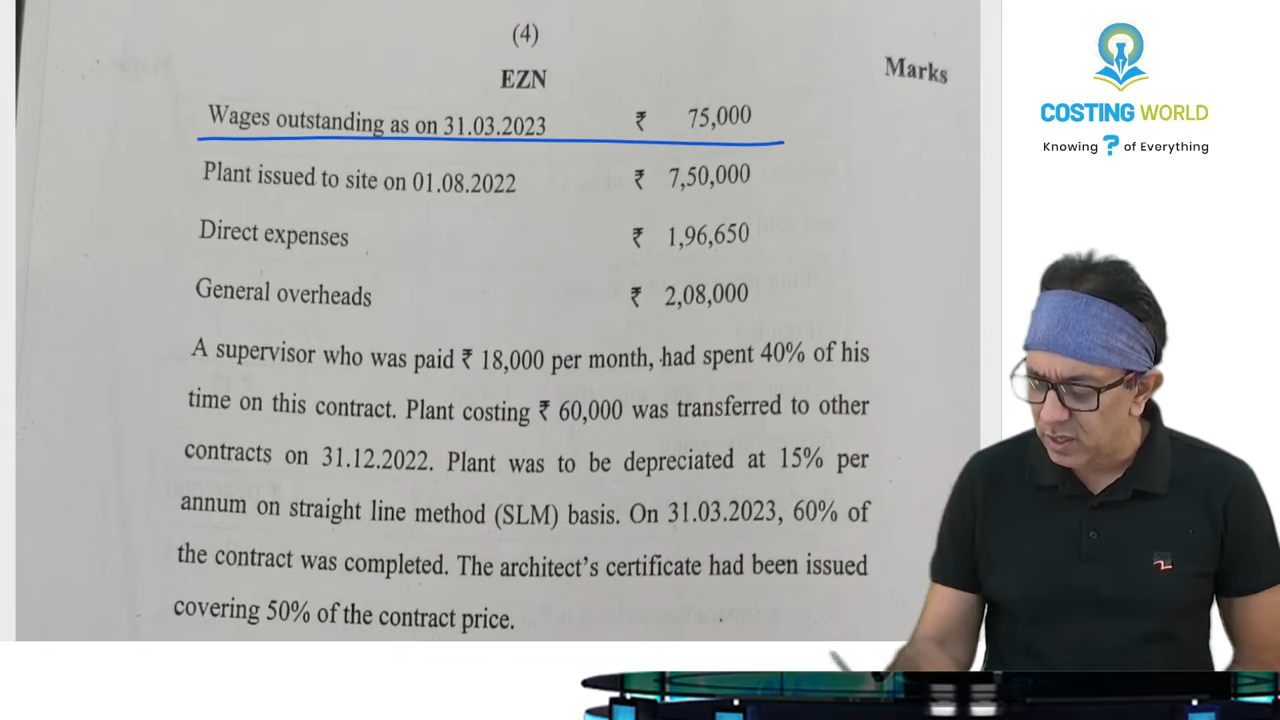 (4)
EZN
Marks
Wages outstanding as on 31.03.2023 ₹ 75,000
Plant issued to site on 01.08.2022 ₹ 7,50,000
Direct expenses ₹ 1,96,650
General overheads ₹ 2,08,000
A supervisor who was paid ₹ 18,000 per month, had spent 40% of his
time on this contract. Plant costing ₹ 60,000 was transferred to other
contracts on 31.12.2022. Plant was to be depreciated at 15% per
annum on straight line method (SLM) basis. On 31.03.2023, 60% of
the contract was completed. The architect's certificate had been issued
covering 50% of the contract price.
COSTING WORLD
Knowing ? of Everything